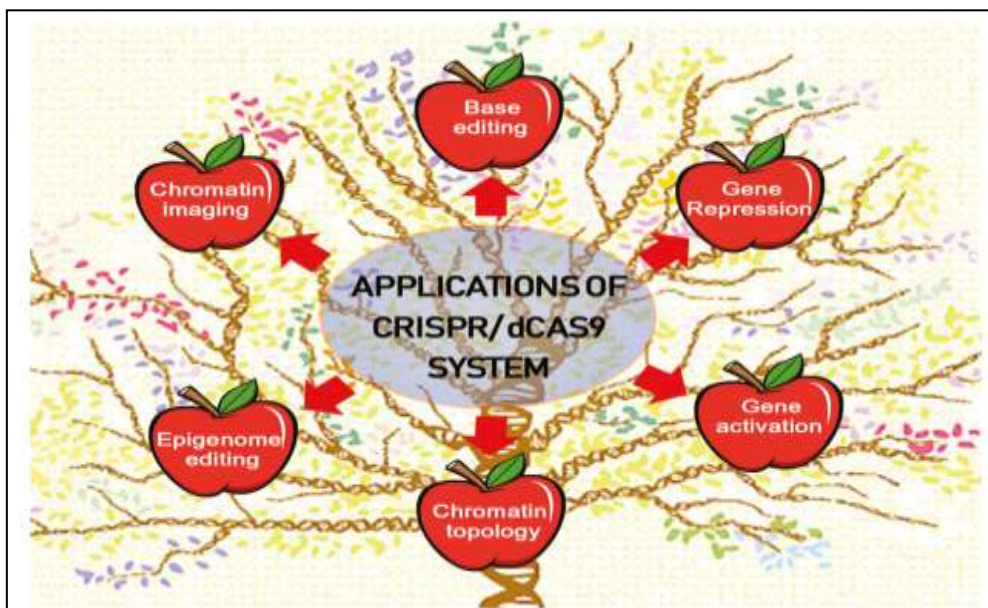 Base
editing
Chromatin
imaging
Gene
Repression
APPLICATIONS OF
CRISPR/dCAS9
SYSTEM
Epigenome
editing
Gene
activation
Chromatin
topology